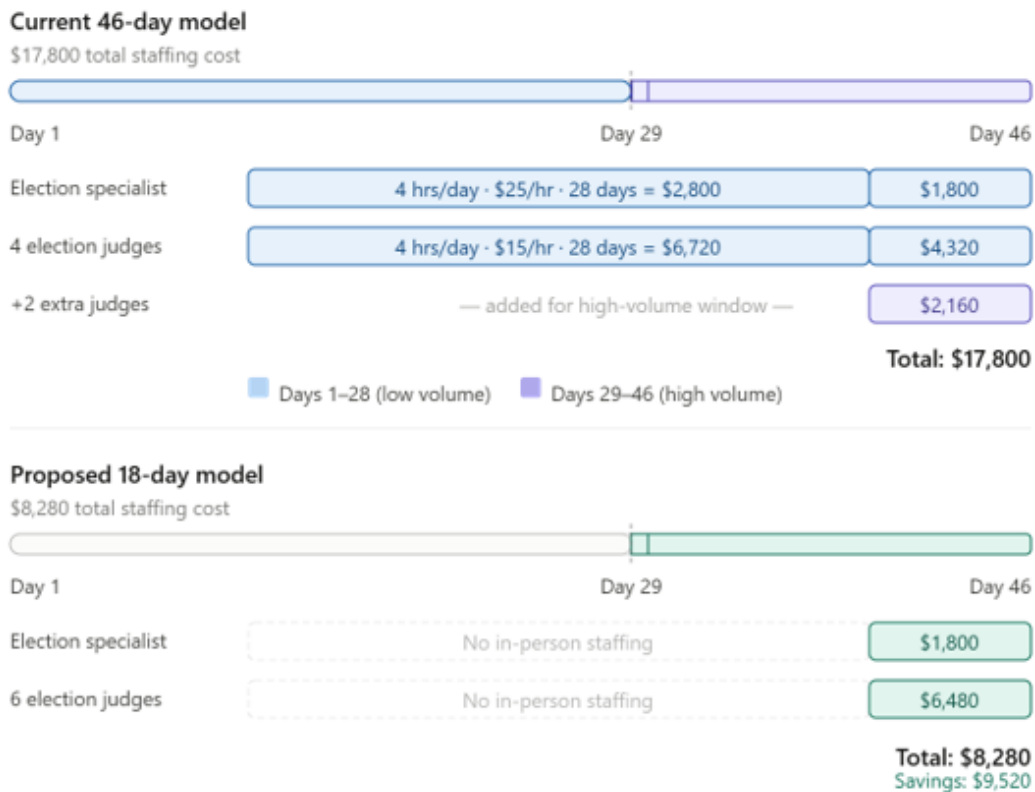 Current 46-day model
$17,800 total staffing cost
Day 1 Day 29 Day 46
Election specialist 4 hrs/day · $25/hr · 28 days = $2,800 $1,800
4 election judges 4 hrs/day · $15/hr · 28 days = $6,720 $4,320
+2 extra judges — added for high-volume window — $2,160
Total: $17,800
Days 1–28 (low volume) Days 29–46 (high volume)
Proposed 18-day model
$8,280 total staffing cost
Day 1 Day 29 Day 46
Election specialist No in-person staffing $1,800
6 election judges No in-person staffing $6,480
Total: $8,280
Savings: $9,520